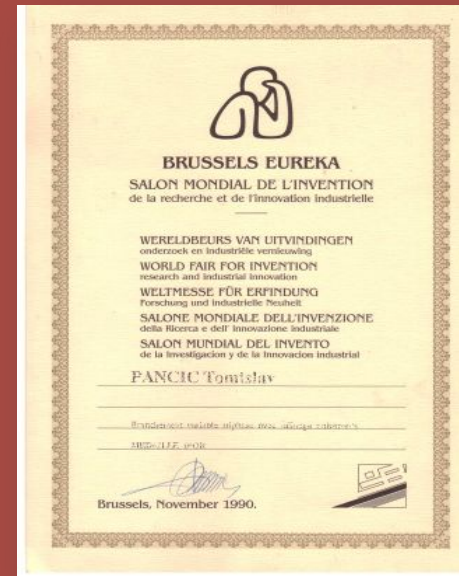 BRUSSELS EUREKA
SALON MONDIAL DE L'INVENTION
de la recherche et de l'innovation industrielle
WERELDBEURS VAN UITVINDINGEN
onderzoek en industriële vernieuwing
WORLD FAIR FOR INVENTION
research and industrial innovation
WELTMESSE FÜR ERFINDUNG
Forschung und industrielle Neuheit
SALONE MONDIALE DELL'INVENZIONE
della Ricerca e dell' innovazione industriale
SALON MUNDIAL DEL INVENTO
de la Investigacion y de la Innovacion industrial
PANCIC Tomislav
MEDAILLE D'OR
Brussels, November 1990.